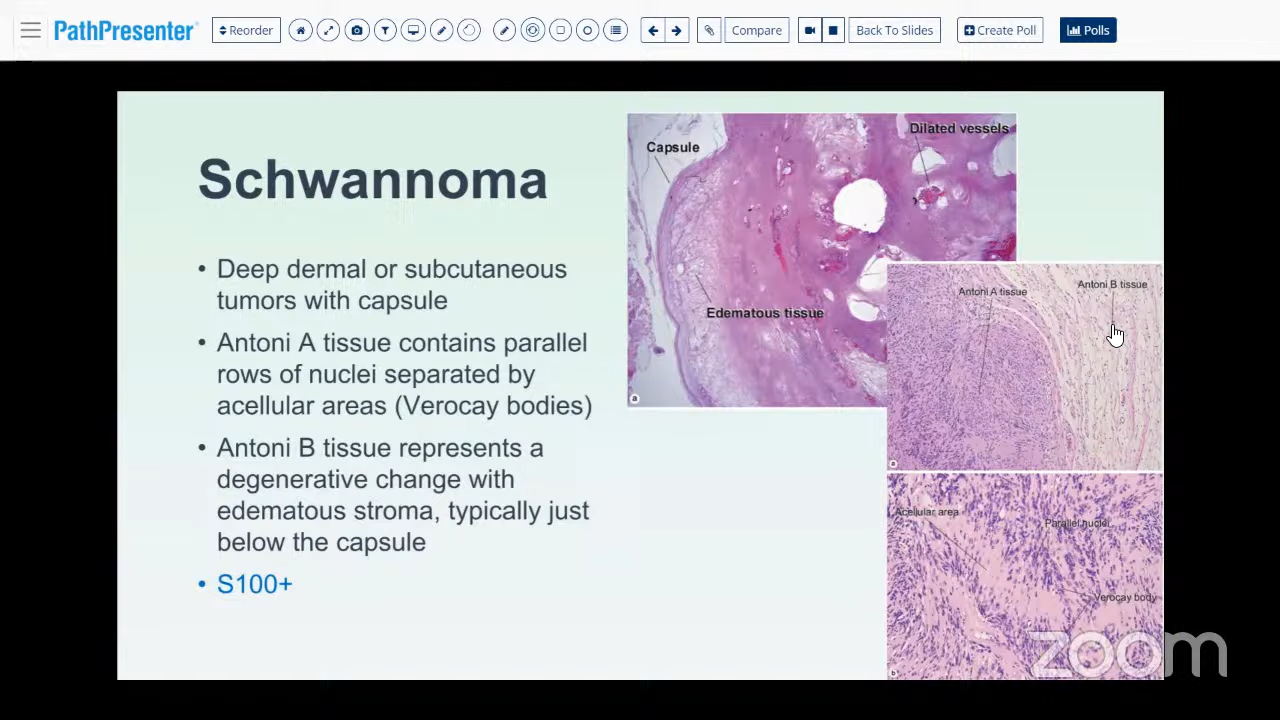 PathPresenter
Reorder
Compare
Back To Slides
Create Poll
Polls
Schwannoma
• Deep dermal or subcutaneous
tumors with capsule
• Antoni A tissue contains parallel
rows of nuclei separated by
acellular areas (Verocay bodies)
• Antoni B tissue represents a
degenerative change with
edematous stroma, typically just
below the capsule
• S100+
Capsule
Dilated vessels
Edematous tissue
a
Antoni A tissue
Antoni B tissue
a
Acellular area
Parallel nuclei
Verocay body
b
zoom